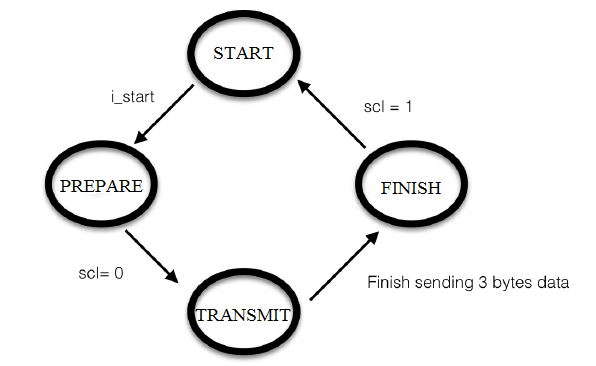 START
i_start
scl = 1
PREPARE
FINISH
scl= 0
Finish sending 3 bytes data
TRANSMIT